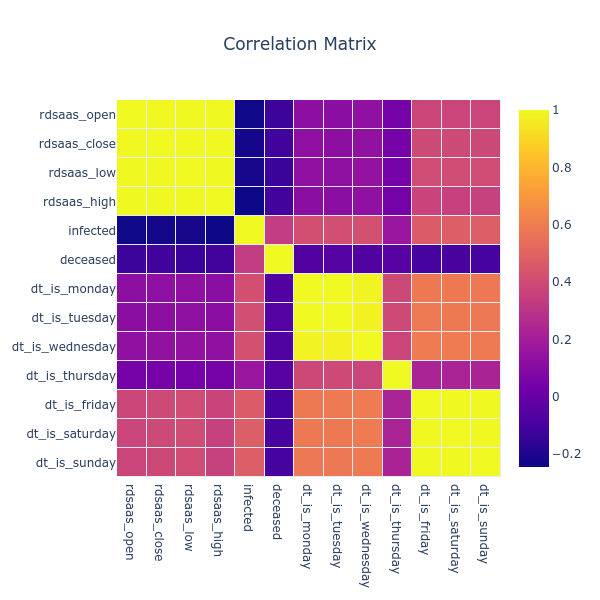 Correlation Matrix
rdsaas_open
rdsaas_close
rdsaas_low
rdsaas_high
infected
deceased
dt_is_monday
dt_is_tuesday
dt_is_wednesday
dt_is_thursday
dt_is_friday
dt_is_saturday
dt_is_sunday
rdsaas_open
rdsaas_close
rdsaas_low
rdsaas_high
infected
deceased
dt_is_monday
dt_is_tuesday
dt_is_wednesday
dt_is_thursday
dt_is_friday
dt_is_saturday
dt_is_sunday
1
0.8
0.6
0.4
0.2
0
−0.2